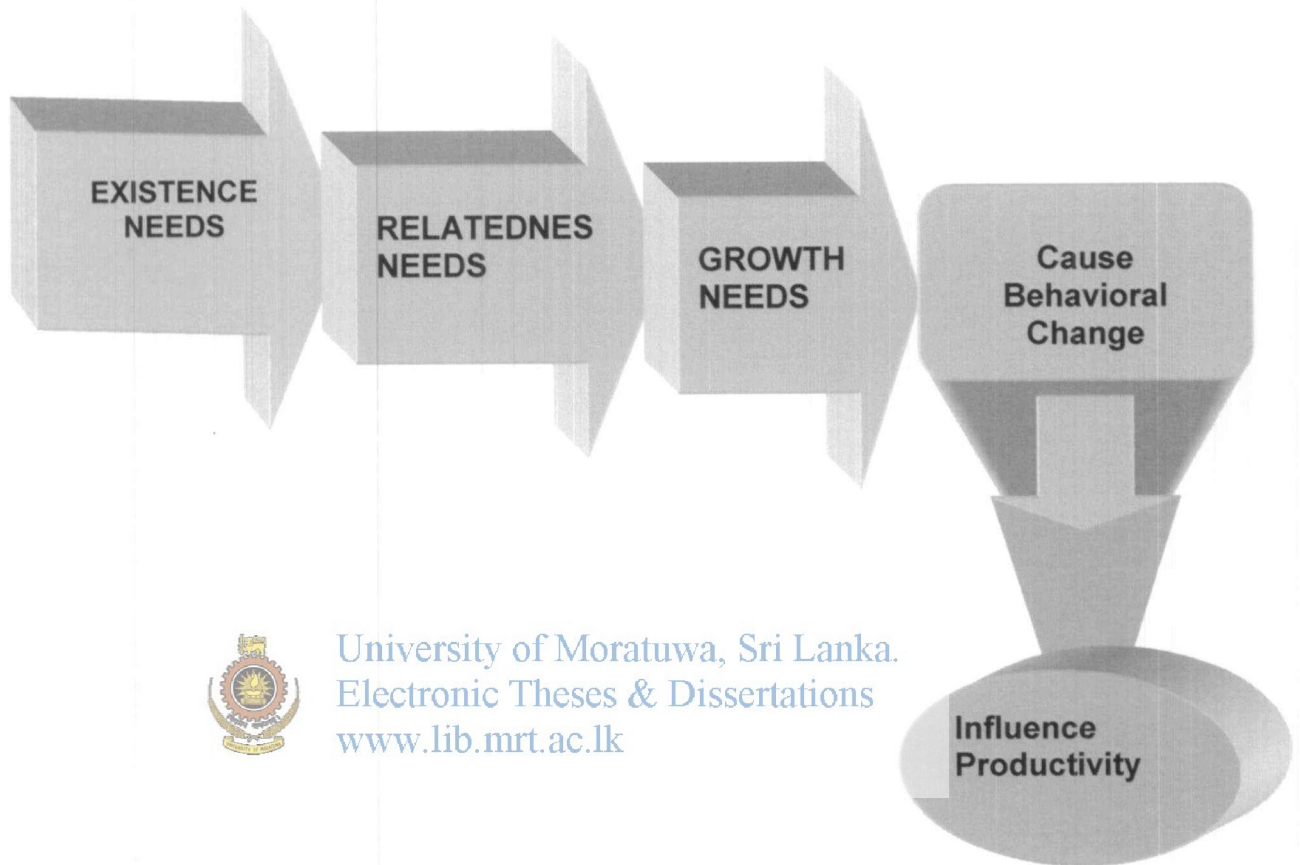 EXISTENCE
NEEDS
RELATEDNES
NEEDS
GROWTH
NEEDS
Cause
Behavioral
Change
Influence
Productivity
University of Moratuwa, Sri Lanka.
Electronic Theses & Dissertations
www.lib.mrt.ac.lk